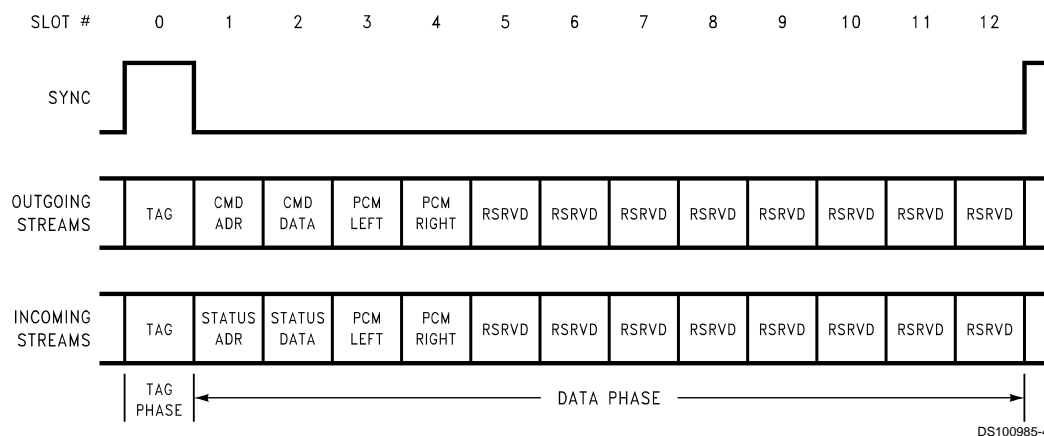 SLOT # 0 1 2 3 4 5 6 7 8 9 10 11 12
SYNC
OUTGOING STREAMS
TAG
CMD ADR
CMD DATA
PCM LEFT
PCM RIGHT
RSRVD RSRVD RSRVD RSRVD RSRVD RSRVD RSRVD RSRVD
INCOMING STREAMS
TAG
STATUS ADR
STATUS DATA
PCM LEFT
PCM RIGHT
RSRVD RSRVD RSRVD RSRVD RSRVD RSRVD RSRVD RSRVD
TAG PHASE
DATA PHASE